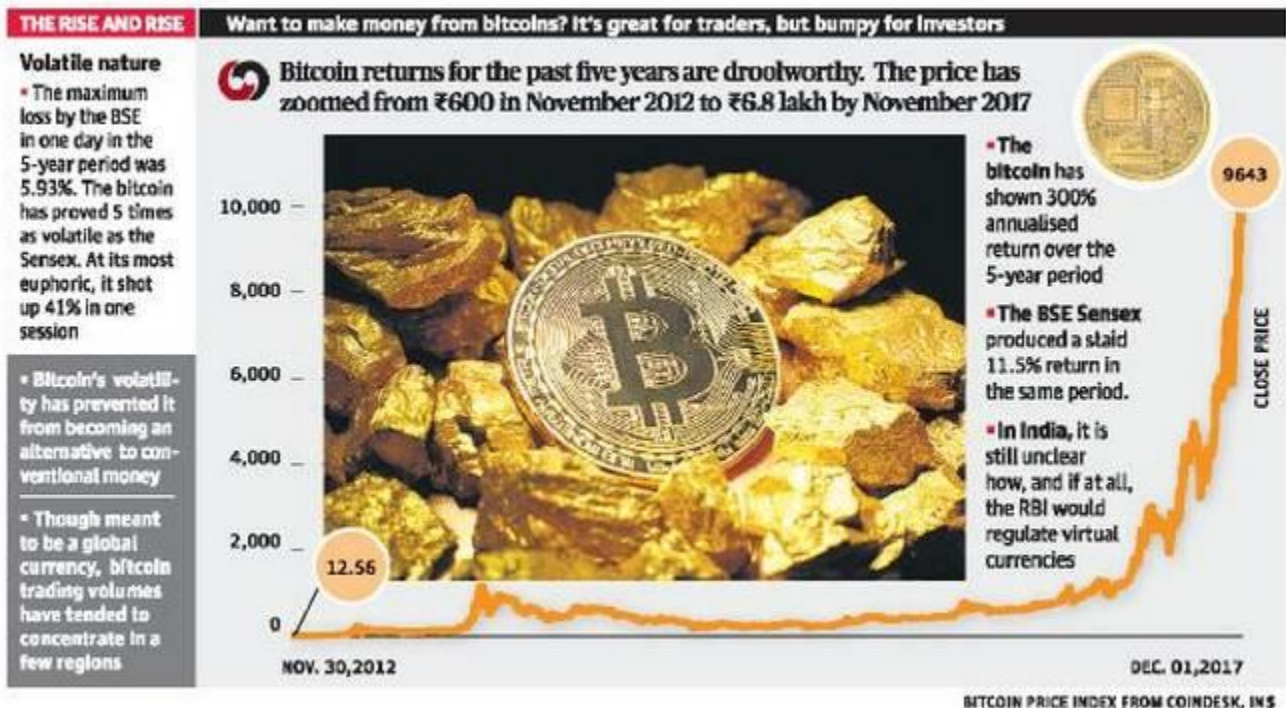 THE RISE AND RISE
Want to make money from bitcoins? It's great for traders, but bumpy for investors
Volatile nature
▪ The maximum
loss by the BSE
in one day in the
5-year period was
5.93%. The bitcoin
has proved 5 times
as volatile as the
Sensex. At its most
euphoric, it shot
up 41% in one
session
▪ Bitcoin's volatili-
ty has prevented it
from becoming an
alternative to con-
ventional money
▪ Though meant
to be a global
currency, bitcoin
trading volumes
have tended to
concentrate in a
few regions
Bitcoin returns for the past five years are droolworthy. The price has
zoomed from ₹600 in November 2012 to ₹6.8 lakh by November 2017
10,000
8,000
6,000
4,000
2,000
0
12.56
▪ The
bitcoin has
shown 300%
annualised
return over the
5-year period
▪ The BSE Sensex
produced a staid
11.5% return in
the same period.
▪ In India, it is
still unclear
how, and if at all,
the RBI would
regulate virtual
currencies
9643
CLOSE PRICE
NOV. 30,2012
DEC. 01,2017
BITCOIN PRICE INDEX FROM COINDESK, IN $